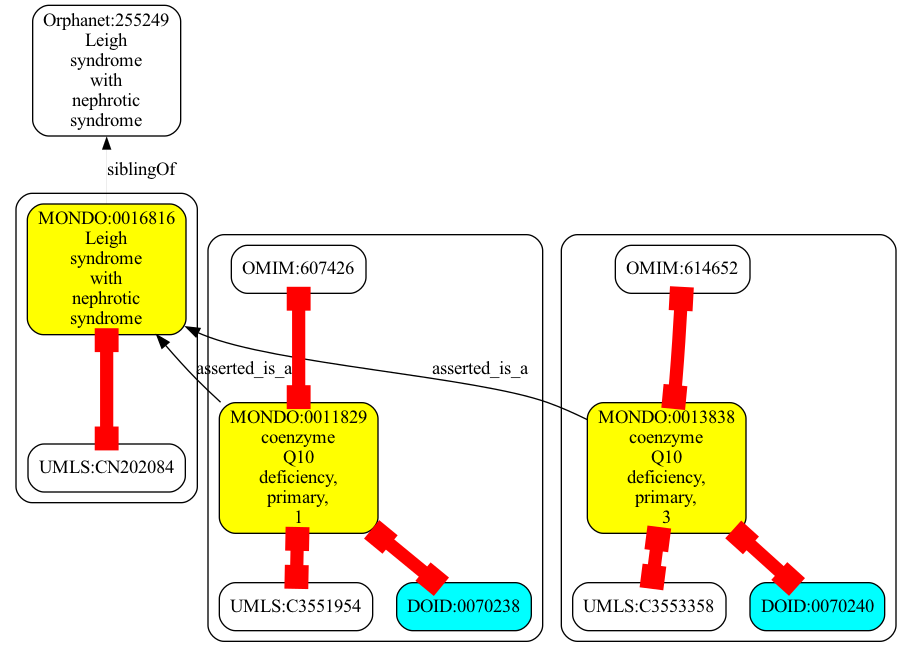 Orphanet:255249
Leigh
syndrome
with
nephrotic
syndrome
siblingOf
MONDO:0016816
Leigh
syndrome
with
nephrotic
syndrome
UMLS:CN202084
OMIM:607426
asserted_is_a
MONDO:0011829
coenzyme
Q10
deficiency,
primary,
1
UMLS:C3551954
DOID:0070238
OMIM:614652
asserted_is_a
MONDO:0013838
coenzyme
Q10
deficiency,
primary,
3
UMLS:C3553358
DOID:0070240